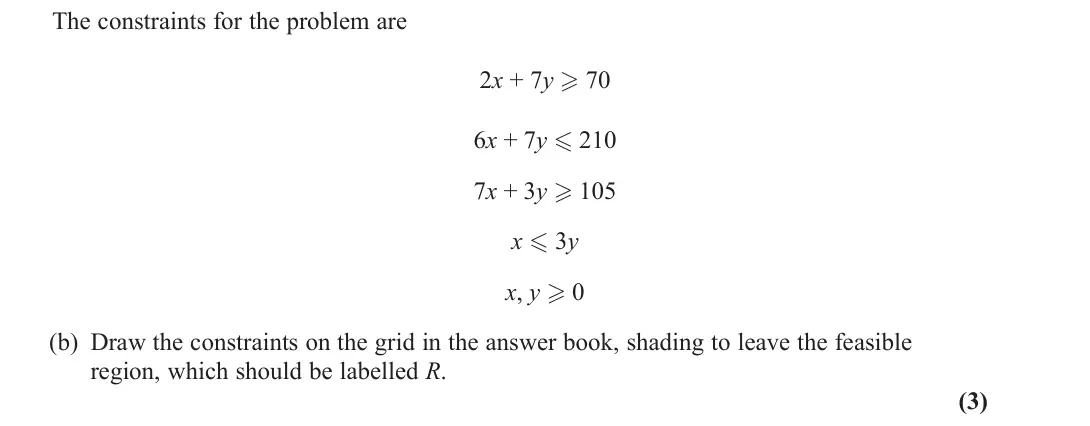 The constraints for the problem are
2x + 7y ⩾ 70
6x + 7y ⩽ 210
7x + 3y ⩾ 105
x ⩽ 3y
x, y ⩾ 0
(b) Draw the constraints on the grid in the answer book, shading to leave the feasible
region, which should be labelled R.
(3)